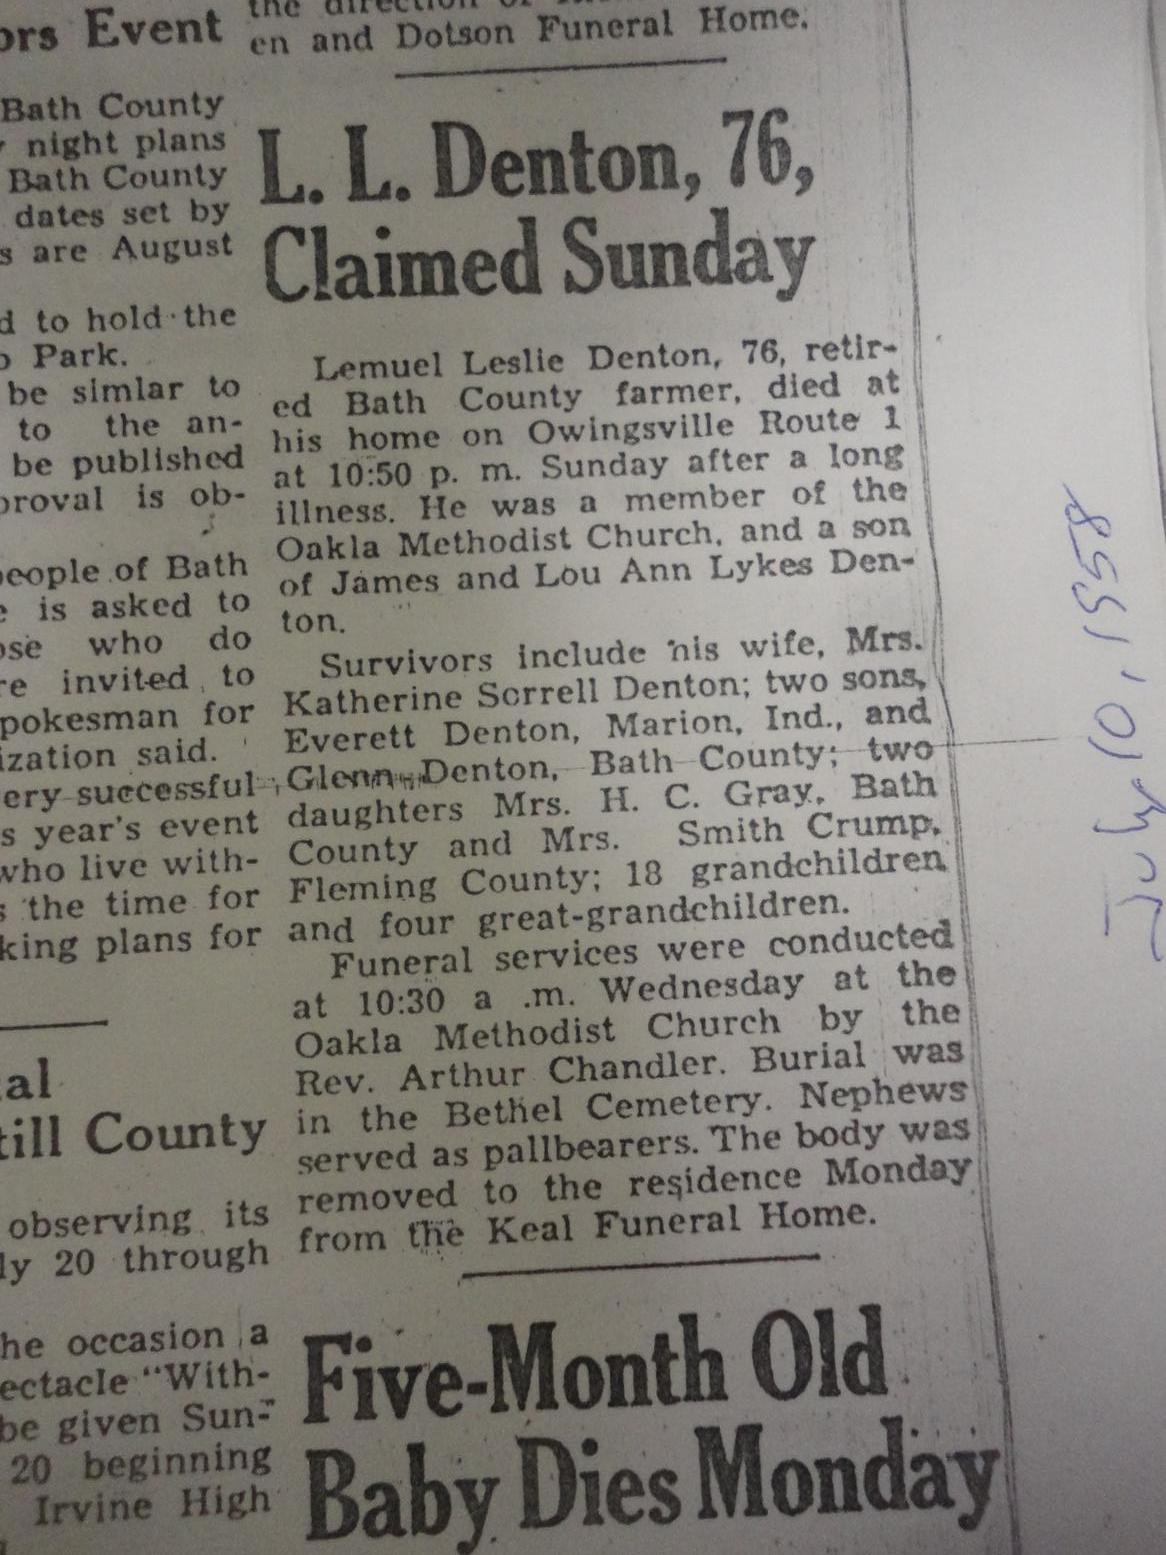 ors Event
Bath County
night plans
Bath County
dates set by
s are August
d to hold the
o Park.
be simlar to
to the an-
be published
proval is ob-
people of Bath
e is asked to
ose who do
re invited to
pokesman for
ization said.
ery successful
s year's event
who live with-
s the time for
king plans for
ial
till County
observing its
ly 20 through
he occasion a
ectacle "With-
be given Sun-
20 beginning
Irvine High
the direction of
en and Dotson Funeral Home.
L. L. Denton, 76,
Claimed Sunday
Lemuel Leslie Denton, 76, retir-
ed Bath County farmer, died at
his home on Owingsville Route 1
at 10:50 p. m. Sunday after a long
illness. He was a member of the
Oakla Methodist Church, and a son
of James and Lou Ann Lykes Den-
ton.
Survivors include his wife, Mrs.
Katherine Sorrell Denton; two sons,
Everett Denton, Marion, Ind., and
Glenn Denton, Bath County; two
daughters Mrs. H. C. Gray, Bath
County and Mrs. Smith Crump,
Fleming County; 18 grandchildren
and four great-grandchildren.
Funeral services were conducted
at 10:30 a .m. Wednesday at the
Oakla Methodist Church by the
Rev. Arthur Chandler. Burial was
in the Bethel Cemetery. Nephews
served as pallbearers. The body was
removed to the residence Monday
from the Keal Funeral Home.
Five-Month Old
Baby Dies Monday
July 10, 1958